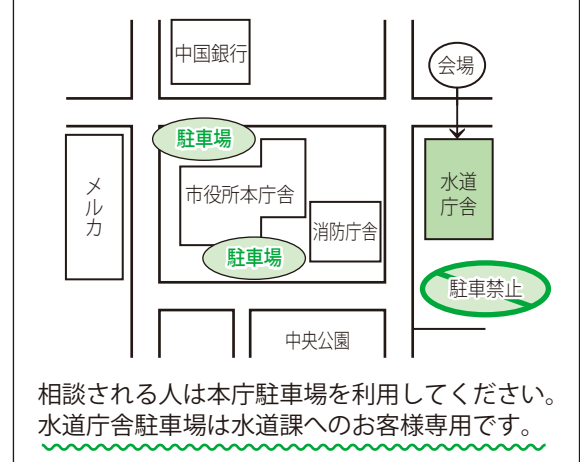 中国銀行
会場
駐車場
メルカ
市役所本庁舎
水道
庁舎
消防庁舎
駐車場
駐車禁止
中央公園
相談される人は本庁駐車場を利用してください。
水道庁舎駐車場は水道課へのお客様専用です。